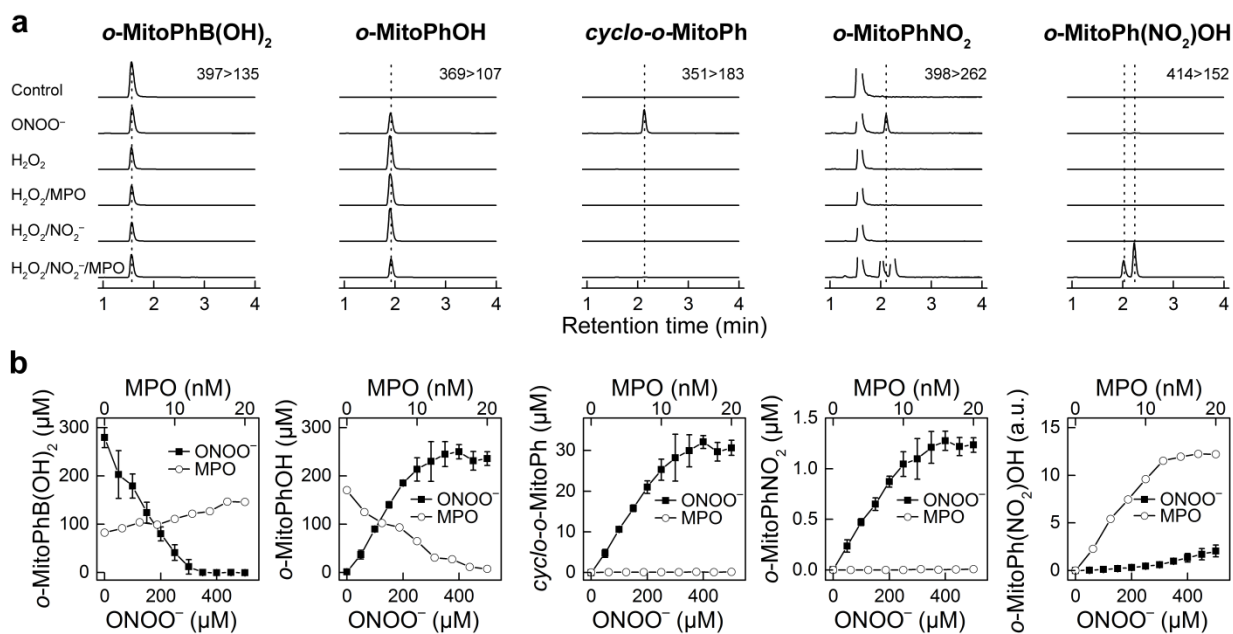 a
o-MitoPhB(OH)₂ o-MitoPhOH cyclo-o-MitoPh o-MitoPhNO₂ o-MitoPh(NO₂)OH
397>135 369>107 351>183 398>262 414>152
Control
ONOO⁻
H₂O₂
H₂O₂/MPO
H₂O₂/NO₂⁻
H₂O₂/NO₂⁻/MPO
1 2 3 4 1 2 3 4 1 2 3 4 1 2 3 4 1 2 3 4
Retention time (min)
b
MPO (nM) MPO (nM) MPO (nM) MPO (nM) MPO (nM)
0 10 20 0 10 20 0 10 20 0 10 20 0 10 20
o-MitoPhB(OH)₂ (µM)
300
200
100
0
ONOO⁻
MPO
0 200 400
ONOO⁻ (µM)
o-MitoPhOH (µM)
300
200
100
0
ONOO⁻
MPO
0 200 400
ONOO⁻ (µM)
cyclo-o-MitoPh (µM)
30
20
10
0
ONOO⁻
MPO
0 200 400
ONOO⁻ (µM)
o-MitoPhNO₂ (µM)
1.5
1.0
0.5
0.0
ONOO⁻
MPO
0 200 400
ONOO⁻ (µM)
o-MitoPh(NO₂)OH (a.u.)
15
10
5
0
ONOO⁻
MPO
0 200 400
ONOO⁻ (µM)